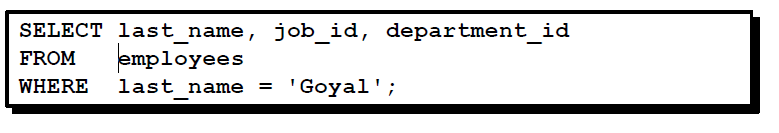 SELECT last_name, job_id, department_id
FROM   employees
WHERE  last_name = 'Goyal';